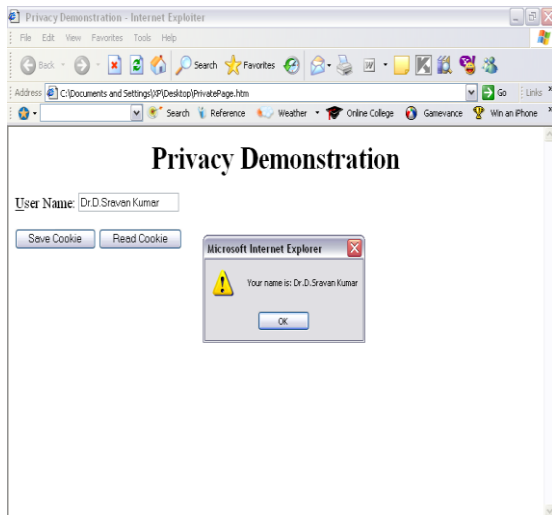 Privacy Demonstration - Internet Exploiter
File Edit View Favorites Tools Help
Back Search Favorites
Address C:\Documents and Settings\XP\Desktop\PrivatePage.htm Go Links »
Search Reference Weather Online College Gamevance Win an iPhone »
Privacy Demonstration
User Name: Dr.D.Sravan Kumar
Save Cookie Read Cookie
Microsoft Internet Explorer
Your name is: Dr.D.Sravan Kumar
OK